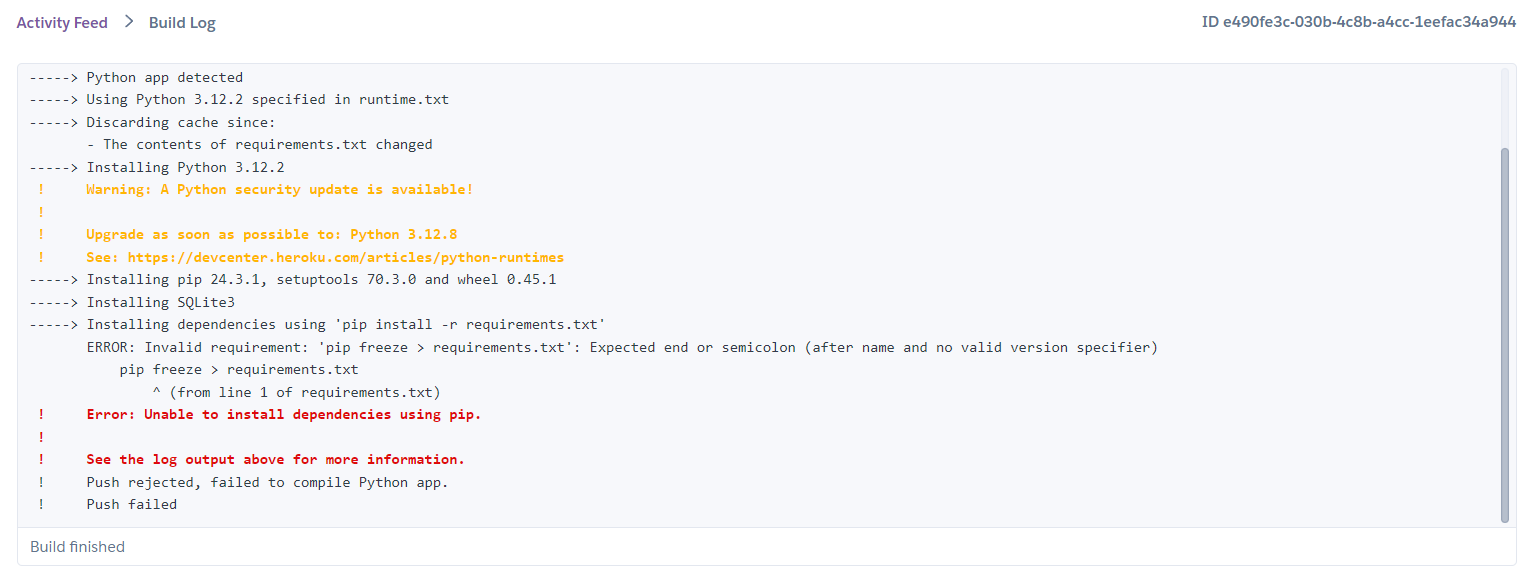 Activity Feed > Build Log
ID e490fe3c-030b-4c8b-a4cc-1eefac34a944
-----> Python app detected
-----> Using Python 3.12.2 specified in runtime.txt
-----> Discarding cache since:
- The contents of requirements.txt changed
-----> Installing Python 3.12.2
! Warning: A Python security update is available!
!
! Upgrade as soon as possible to: Python 3.12.8
! See: https://devcenter.heroku.com/articles/python-runtimes
-----> Installing pip 24.3.1, setuptools 70.3.0 and wheel 0.45.1
-----> Installing SQLite3
-----> Installing dependencies using 'pip install -r requirements.txt'
ERROR: Invalid requirement: 'pip freeze > requirements.txt': Expected end or semicolon (after name and no valid version specifier)
pip freeze > requirements.txt
^ (from line 1 of requirements.txt)
! Error: Unable to install dependencies using pip.
!
! See the log output above for more information.
! Push rejected, failed to compile Python app.
! Push failed
Build finished